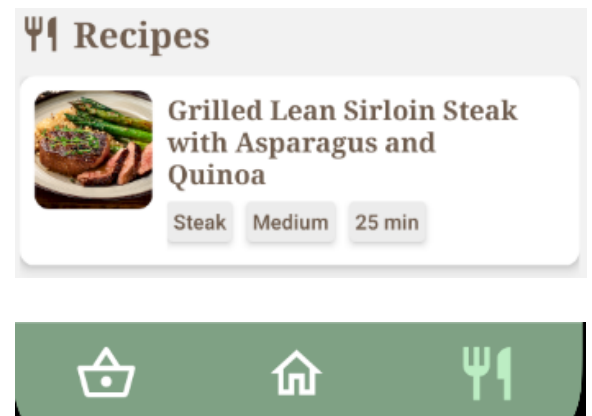 Recipes
Grilled Lean Sirloin Steak
with Asparagus and
Quinoa
Steak Medium 25 min